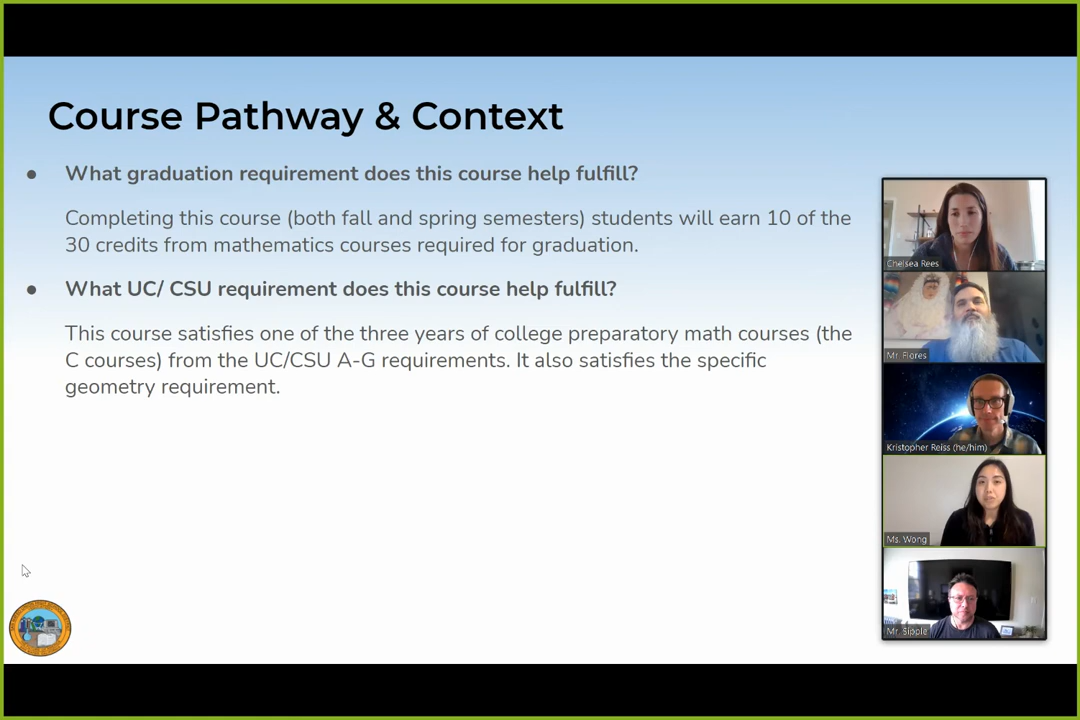 Course Pathway & Context
● What graduation requirement does this course help fulfill?
Completing this course (both fall and spring semesters) students will earn 10 of the
30 credits from mathematics courses required for graduation.
● What UC/ CSU requirement does this course help fulfill?
This course satisfies one of the three years of college preparatory math courses (the
C courses) from the UC/CSU A-G requirements. It also satisfies the specific
geometry requirement.
Chelsea Rees
Mr. Flores
Kristopher Reiss (he/him)
Ms. Wong
Mr. Sipple